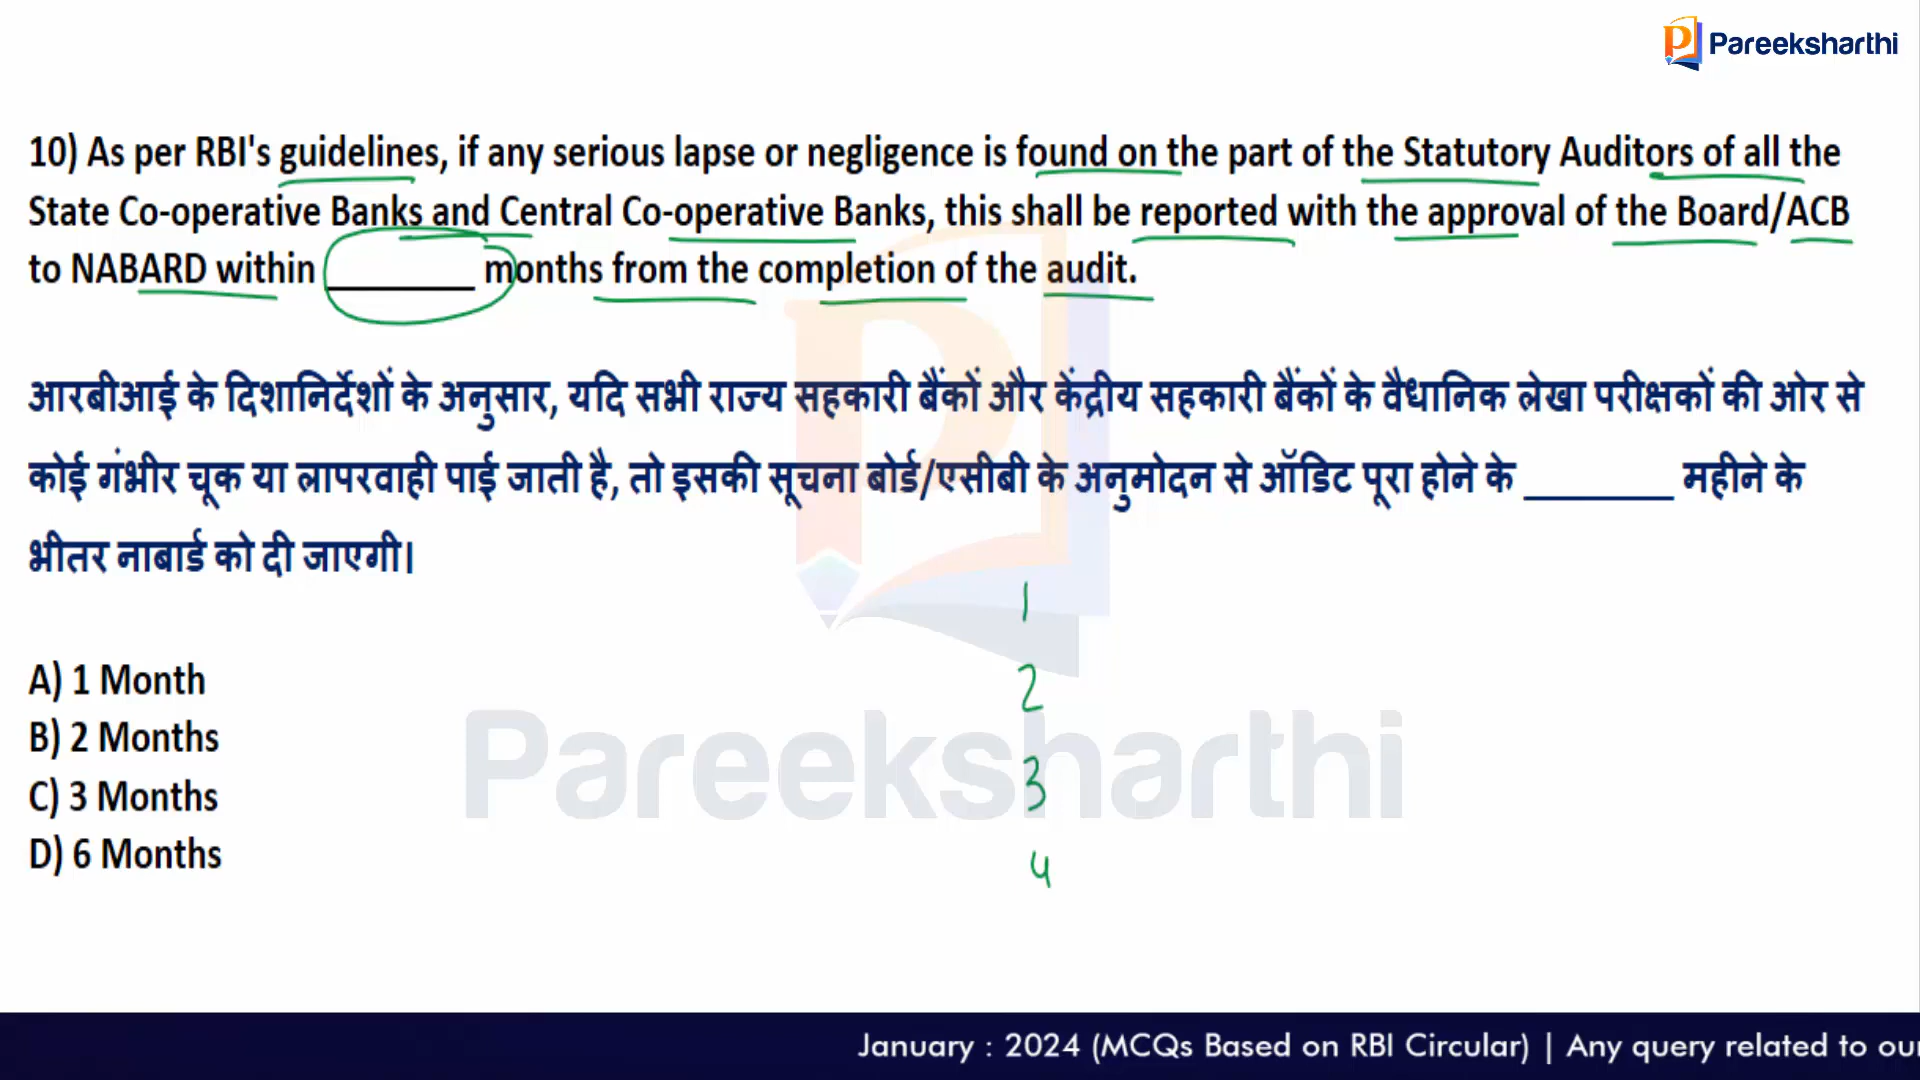 Pareeksharthi
10) As per RBI's guidelines, if any serious lapse or negligence is found on the part of the Statutory Auditors of all the
State Co-operative Banks and Central Co-operative Banks, this shall be reported with the approval of the Board/ACB
to NABARD within ________ months from the completion of the audit.
आरबीआई के दिशानिर्देशों के अनुसार, यदि सभी राज्य सहकारी बैंकों और केंद्रीय सहकारी बैंकों के वैधानिक लेखा परीक्षकों की ओर से
कोई गंभीर चूक या लापरवाही पाई जाती है, तो इसकी सूचना बोर्ड/एसीबी के अनुमोदन से ऑडिट पूरा होने के ________ महीने के
भीतर नाबार्ड को दी जाएगी।
1
A) 1 Month
2
B) 2 Months
Pareeksharthi
3
C) 3 Months
D) 6 Months
4
January : 2024 (MCQs Based on RBI Circular) | Any query related to our